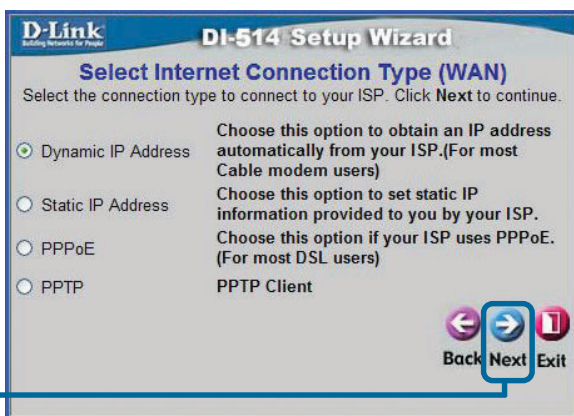 D-Link
Building Networks for People
DI-514 Setup Wizard
Select Internet Connection Type (WAN)
Select the connection type to connect to your ISP. Click Next to continue.
Dynamic IP Address
Choose this option to obtain an IP address
automatically from your ISP.(For most
Cable modem users)
Static IP Address
Choose this option to set static IP
information provided to you by your ISP.
PPPoE
Choose this option if your ISP uses PPPoE.
(For most DSL users)
PPTP
PPTP Client
Back Next Exit